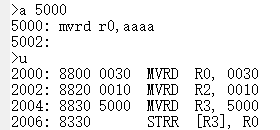 >a 5000
5000: mvrd r0,aaaa
5002:
>u
2000: 8800 0030  MVRD  R0, 0030
2002: 8820 0010  MVRD  R2, 0010
2004: 8830 5000  MVRD  R3, 5000
2006: 8330       STRR  [R3], R0